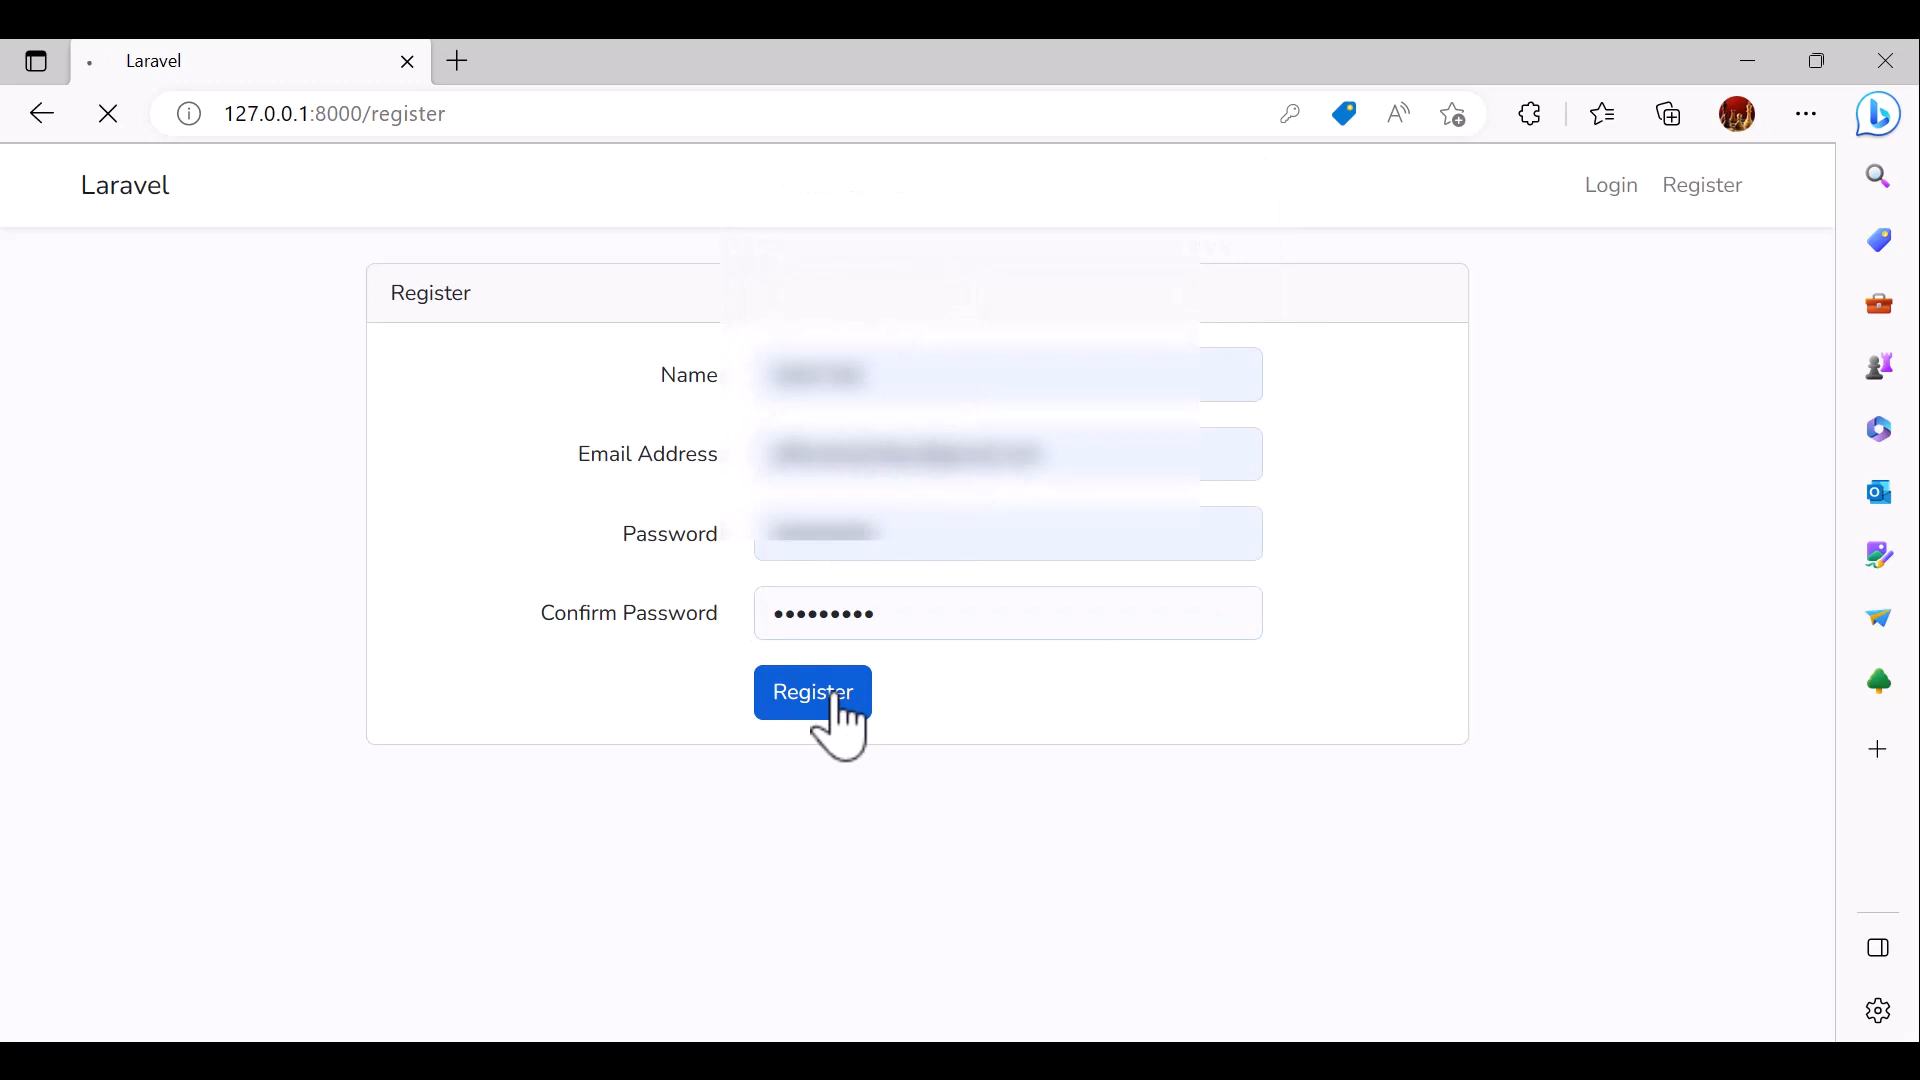 Laravel
127.0.0.1:8000/register
Laravel
Login Register
Register
Name
Email Address
Password
Confirm Password
Register